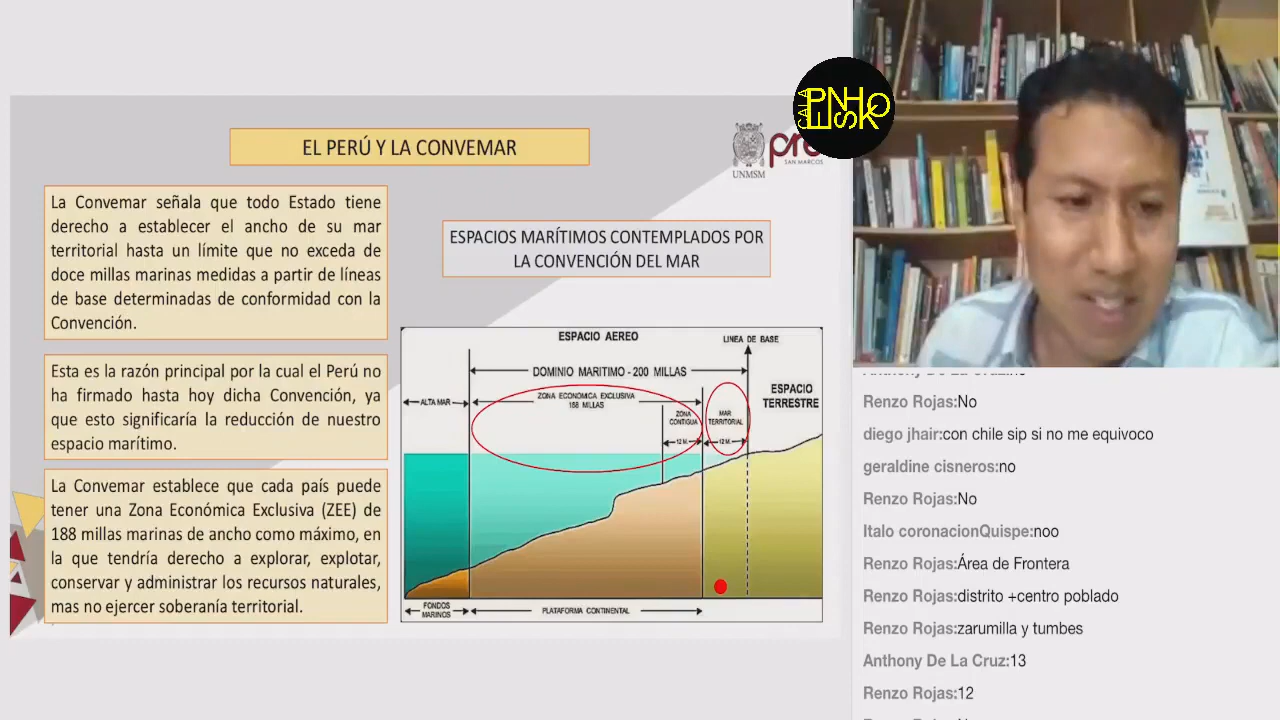 EL PERÚ Y LA CONVEMAR
UNMSM
SAN MARCOS
La Convemar señala que todo Estado tiene
derecho a establecer el ancho de su mar
territorial hasta un límite que no exceda de
doce millas marinas medidas a partir de líneas
de base determinadas de conformidad con la
Convención.
Esta es la razón principal por la cual el Perú no
ha firmado hasta hoy dicha Convención, ya
que esto significaría la reducción de nuestro
espacio marítimo.
La Convemar establece que cada país puede
tener una Zona Económica Exclusiva (ZEE) de
188 millas marinas de ancho como máximo, en
la que tendría derecho a explorar, explotar,
conservar y administrar los recursos naturales,
mas no ejercer soberanía territorial.
ESPACIOS MARÍTIMOS CONTEMPLADOS POR
LA CONVENCIÓN DEL MAR
ESPACIO AEREO
LINEA DE BASE
DOMINIO MARITIMO - 200 MILLAS
ESPACIO
TERRESTRE
ALTA MAR
ZONA ECONOMICA EXCLUSIVA
188 MILLAS
ZONA
CONTIGUA
MAR
TERRITORIAL
12 M.
12 M.
FONDOS
MARINOS
PLATAFORMA CONTINENTAL
Renzo Rojas:No
diego jhair:con chile sip si no me equivoco
geraldine cisneros:no
Renzo Rojas:No
Italo coronacionQuispe:noo
Renzo Rojas:Área de Frontera
Renzo Rojas:distrito +centro poblado
Renzo Rojas:zarumilla y tumbes
Anthony De La Cruz:13
Renzo Rojas:12